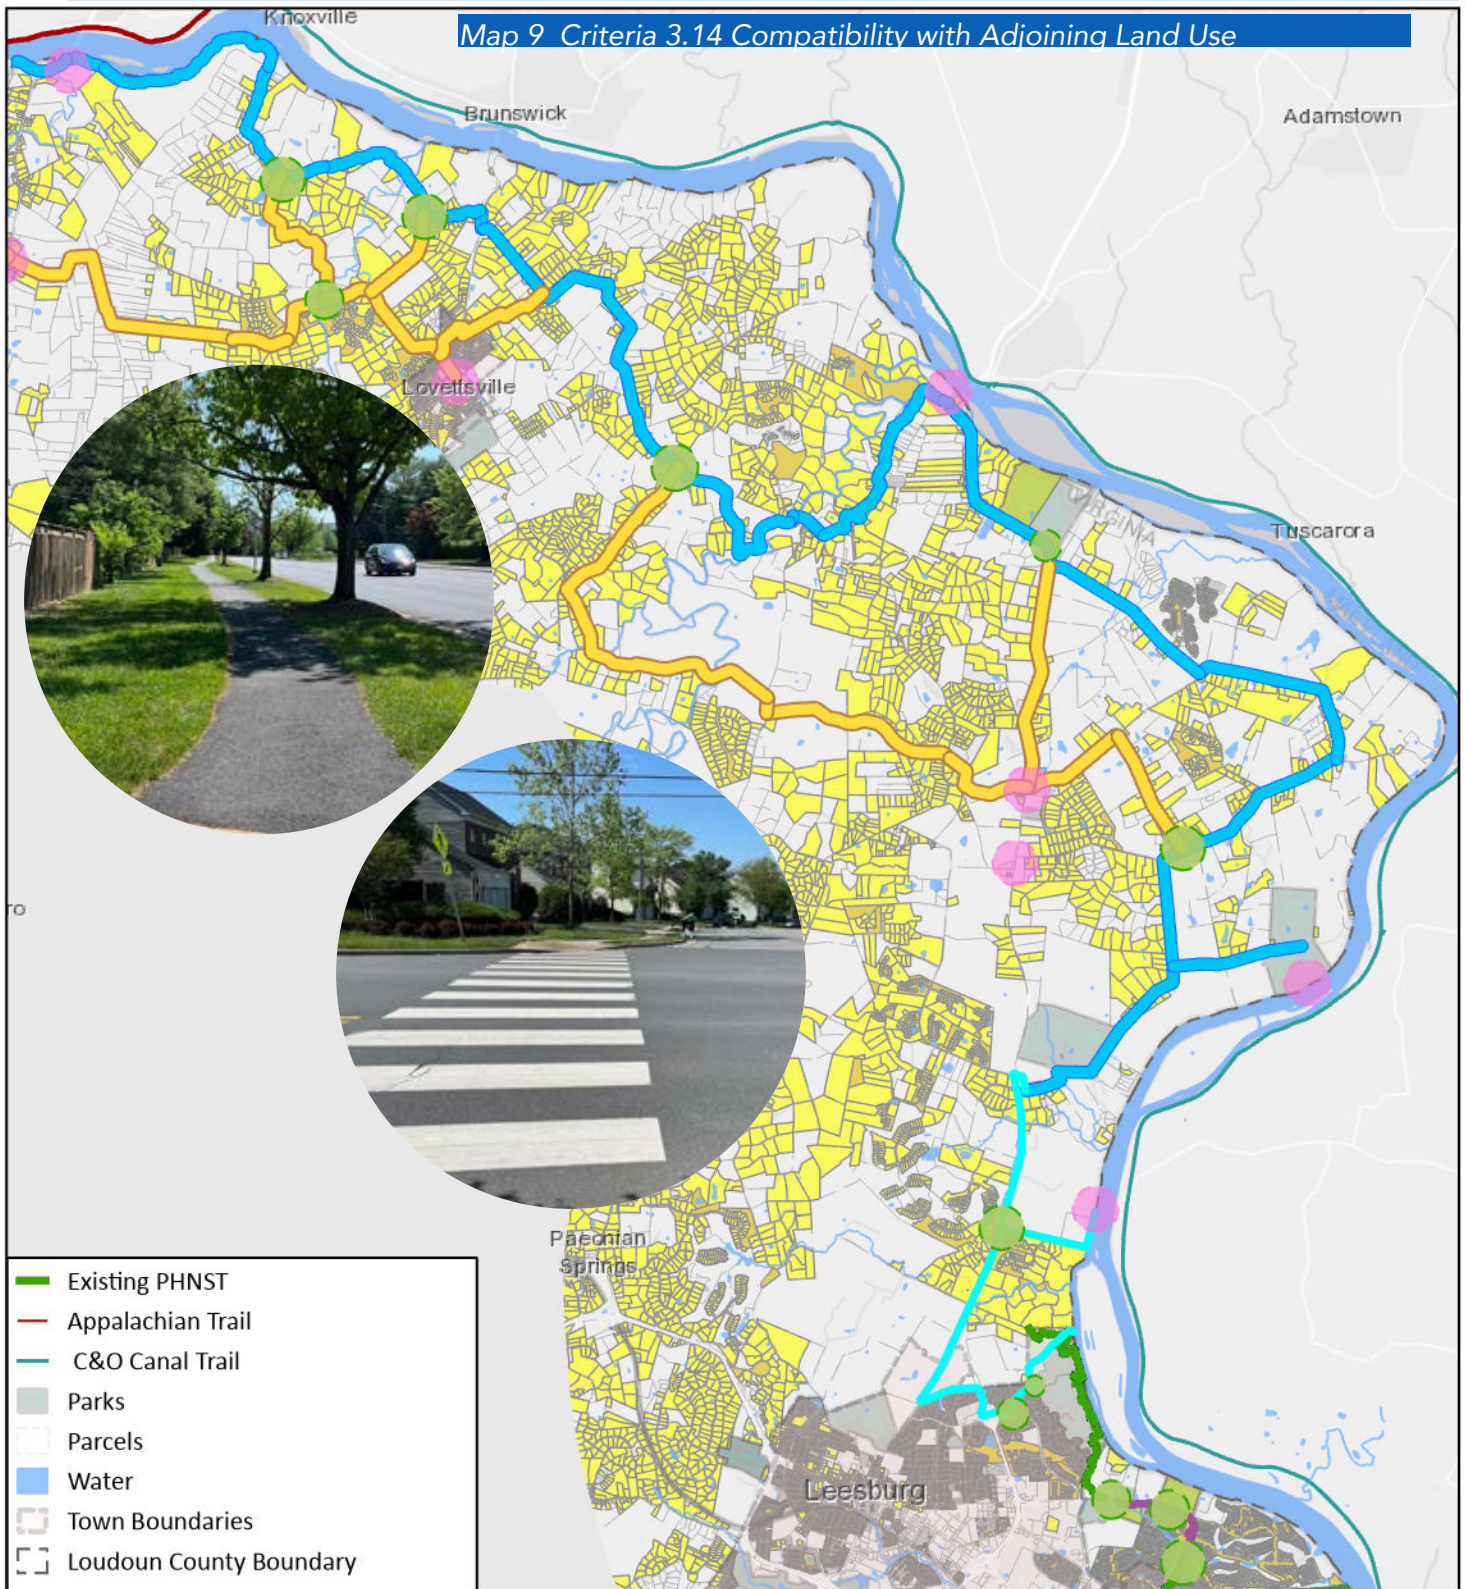 Knoxville
Map 9 Criteria 3.14 Compatibility with Adjoining Land Use
Brunswick
Adamstown
Lovettsville
VIRGINIA
Tuscarora
ro
Paeonian
Springs
Leesburg
Existing PHNST
Appalachian Trail
C&O Canal Trail
Parks
Parcels
Water
Town Boundaries
Loudoun County Boundary